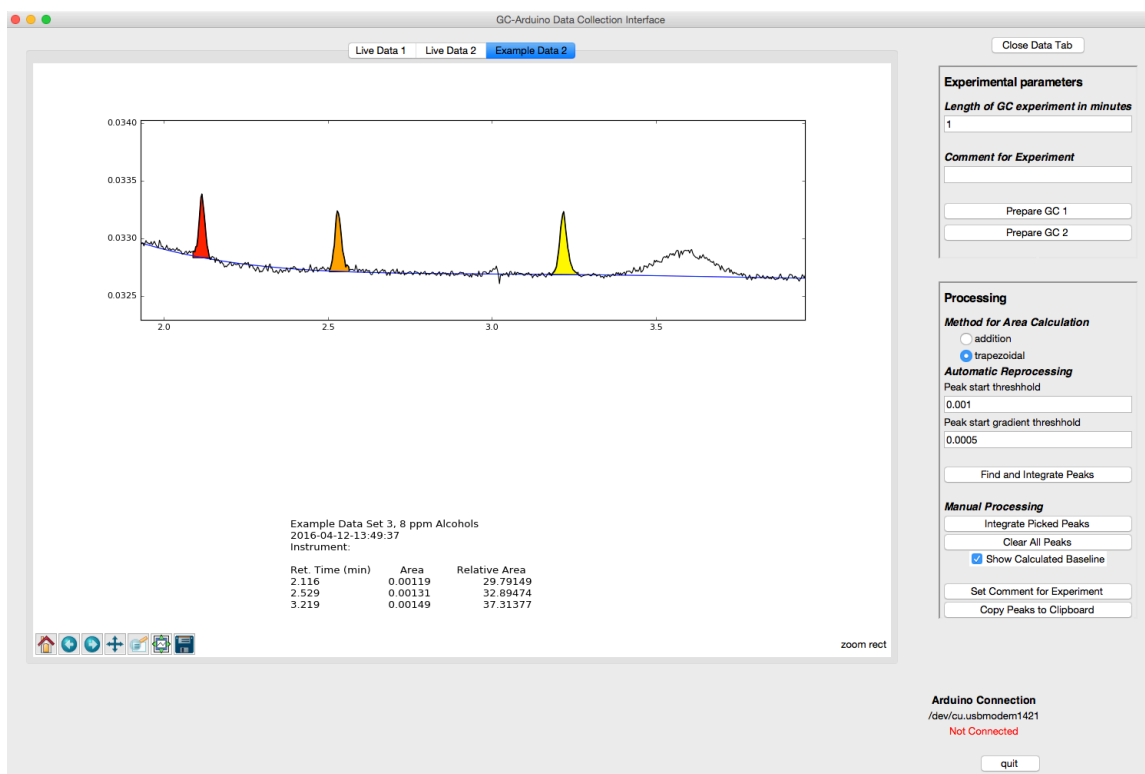 GC-Arduino Data Collection Interface
Live Data 1 Live Data 2 Example Data 2
0.0340
0.0335
0.0330
0.0325
2.0 2.5 3.0 3.5
Example Data Set 3, 8 ppm Alcohols
2016-04-12-13:49:37
Instrument:
Ret. Time (min) Area Relative Area
2.116 0.00119 29.79149
2.529 0.00131 32.89474
3.219 0.00149 37.31377
zoom rect
Close Data Tab
Experimental parameters
Length of GC experiment in minutes
1
Comment for Experiment
Prepare GC 1
Prepare GC 2
Processing
Method for Area Calculation
addition
trapezoidal
Automatic Reprocessing
Peak start threshhold
0.001
Peak start gradient threshhold
0.0005
Find and Integrate Peaks
Manual Processing
Integrate Picked Peaks
Clear All Peaks
Show Calculated Baseline
Set Comment for Experiment
Copy Peaks to Clipboard
Arduino Connection
/dev/cu.usbmodem1421
Not Connected
quit